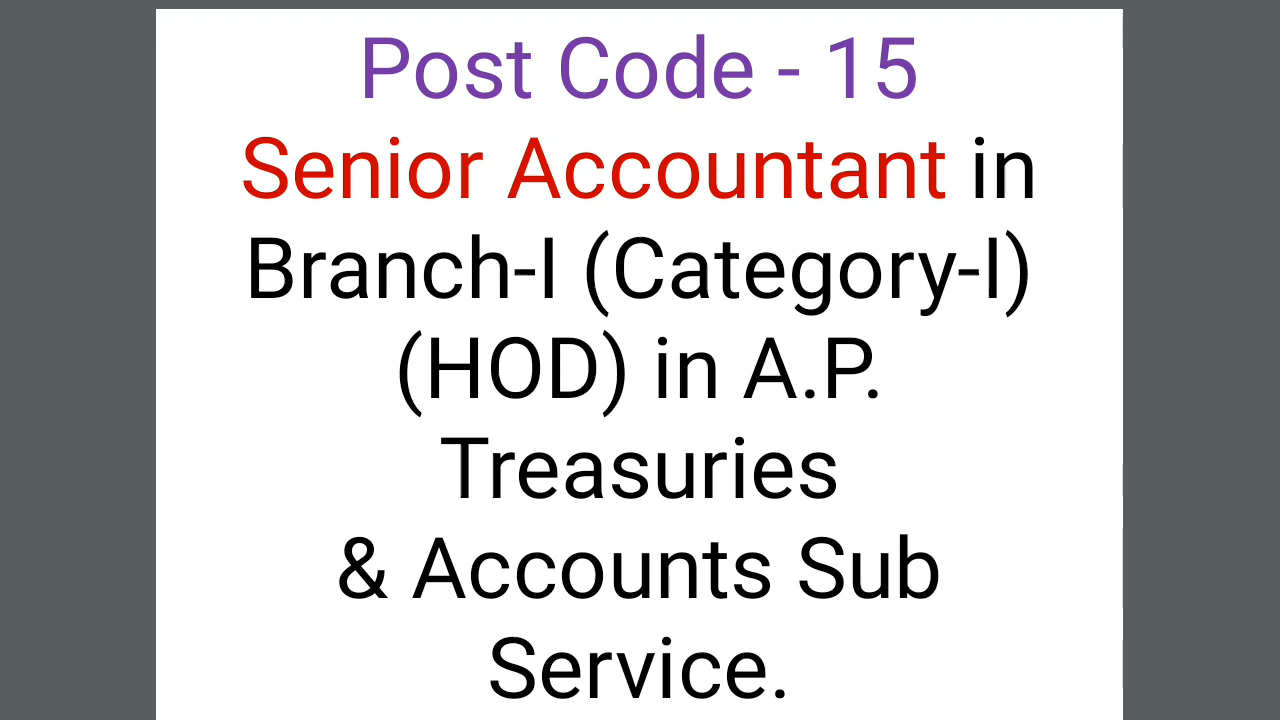 Post Code - 15
Senior Accountant in
Branch-I (Category-I)
(HOD) in A.P.
Treasuries
& Accounts Sub
Service.